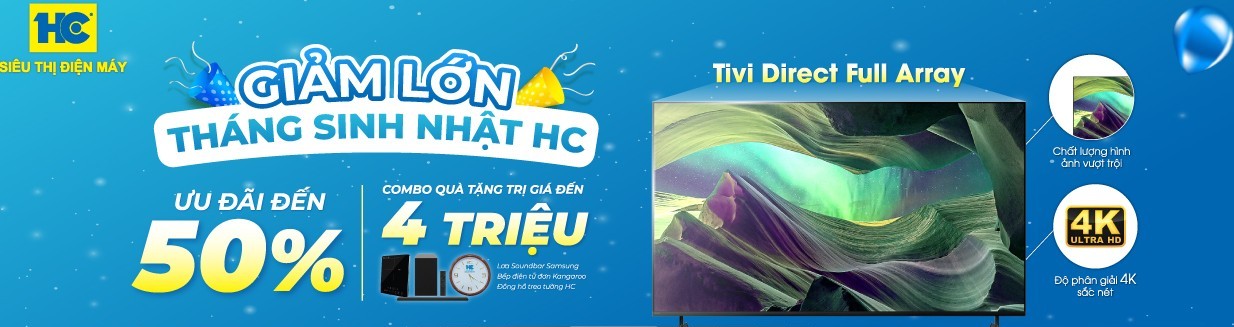 HC
SIÊU THỊ ĐIỆN MÁY
GIẢM LỚN
THÁNG SINH NHẬT HC
ƯU ĐÃI ĐẾN
50%
COMBO QUÀ TẶNG TRỊ GIÁ ĐẾN
4 TRIỆU
Loa Soundbar Samsung
Bếp điện từ đơn Kangaroo
Đồng hồ treo tường HC
Tivi Direct Full Array
Chất lượng hình
ảnh vượt trội
4K
ULTRA HD
Độ phân giải 4K
sắc nét